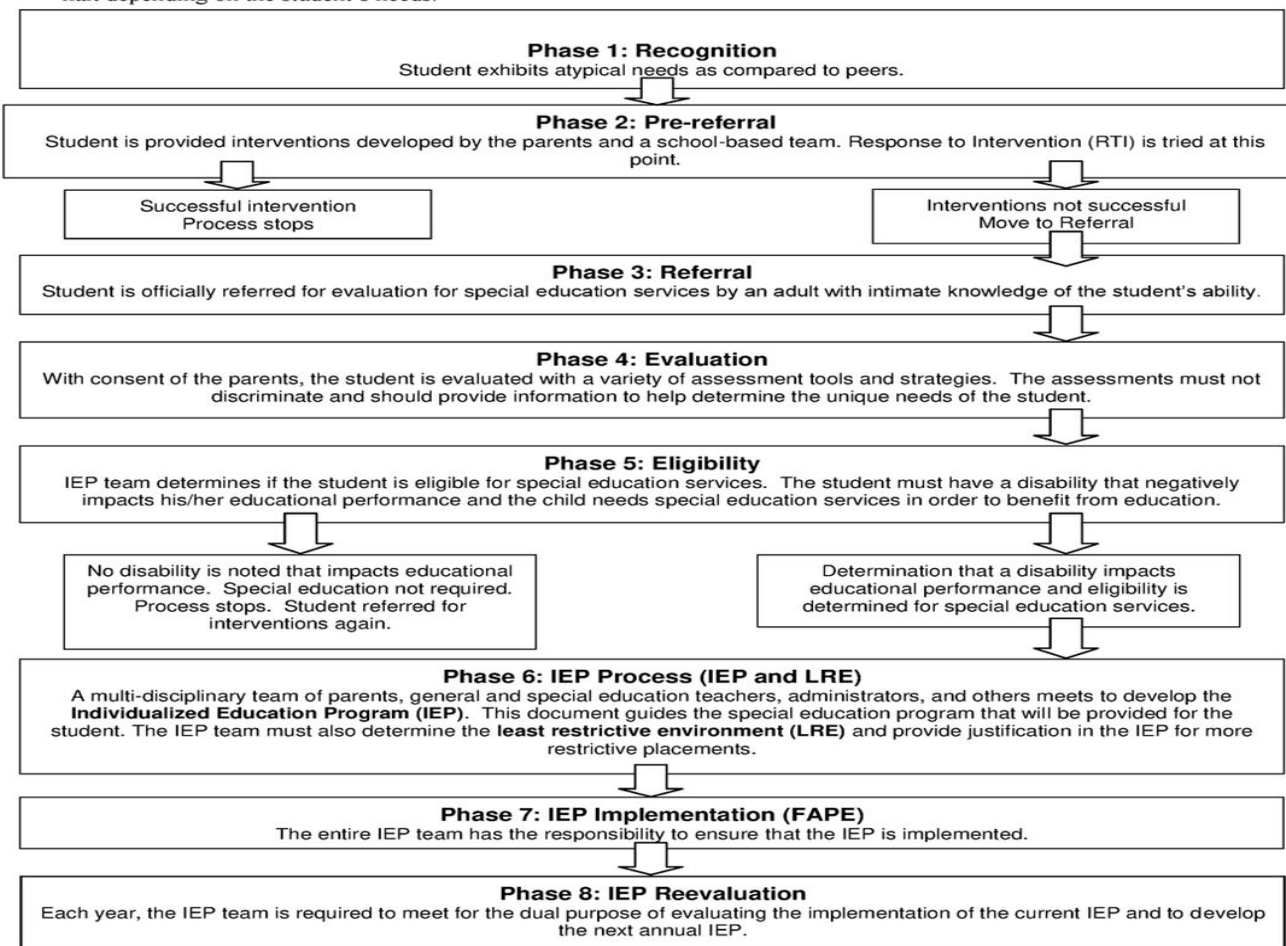 halt depending on the student's needs.
Phase 1: Recognition
Student exhibits atypical needs as compared to peers.
Phase 2: Pre-referral
Student is provided interventions developed by the parents and a school-based team. Response to Intervention (RTI) is tried at this
point.
Successful intervention
Process stops
Interventions not successful
Move to Referral
Phase 3: Referral
Student is officially referred for evaluation for special education services by an adult with intimate knowledge of the student's ability.
Phase 4: Evaluation
With consent of the parents, the student is evaluated with a variety of assessment tools and strategies. The assessments must not
discriminate and should provide information to help determine the unique needs of the student.
Phase 5: Eligibility
IEP team determines if the student is eligible for special education services. The student must have a disability that negatively
impacts his/her educational performance and the child needs special education services in order to benefit from education.
No disability is noted that impacts educational
performance. Special education not required.
Process stops. Student referred for
interventions again.
Determination that a disability impacts
educational performance and eligibility is
determined for special education services.
Phase 6: IEP Process (IEP and LRE)
A multi-disciplinary team of parents, general and special education teachers, administrators, and others meets to develop the
Individualized Education Program (IEP). This document guides the special education program that will be provided for the
student. The IEP team must also determine the least restrictive environment (LRE) and provide justification in the IEP for more
restrictive placements.
Phase 7: IEP Implementation (FAPE)
The entire IEP team has the responsibility to ensure that the IEP is implemented.
Phase 8: IEP Reevaluation
Each year, the IEP team is required to meet for the dual purpose of evaluating the implementation of the current IEP and to develop
the next annual IEP.